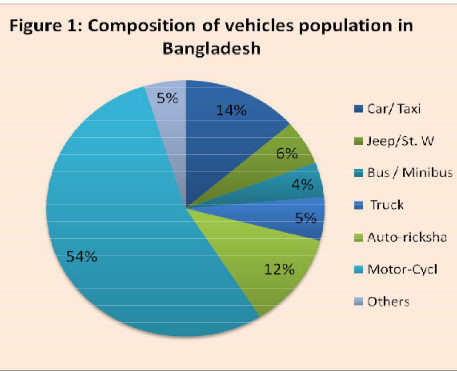 Figure 1: Composition of vehicles population in
Bangladesh
5%
14%
6%
4%
5%
12%
54%
Car/ Taxi
Jeep/St. W
Bus / Minibus
Truck
Auto-ricksha
Motor-Cycl
Others